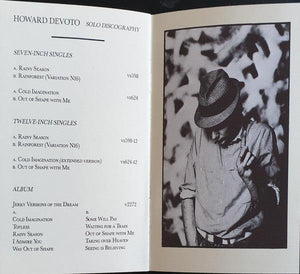 HOWARD DEVOTO SOLO DISCOGRAPHY
SEVEN-INCH SINGLES
A. RAINY SEASON
B. RAINFOREST (VARIATION N16) VS598
A. COLD IMAGINATION
B. OUT OF SHAPE WITH ME VS624
TWELVE-INCH SINGLES
A. RAINY SEASON VS598-12
B. RAINFOREST (VARIATION N16)
A. COLD IMAGINATION (EXTENDED VERSION) VS624-12
B. OUT OF SHAPE WITH ME
ALBUM
JERKY VERSIONS OF THE DREAM V2272
A. B.
COLD IMAGINATION SOME WILL PAY
TOPLESS WAITING FOR A TRAIN
RAINY SEASON OUT OF SHAPE WITH ME
I ADMIRE YOU TAKING OVER HEAVEN
WAY OUT OF SHAPE SEEING IS BELIEVING